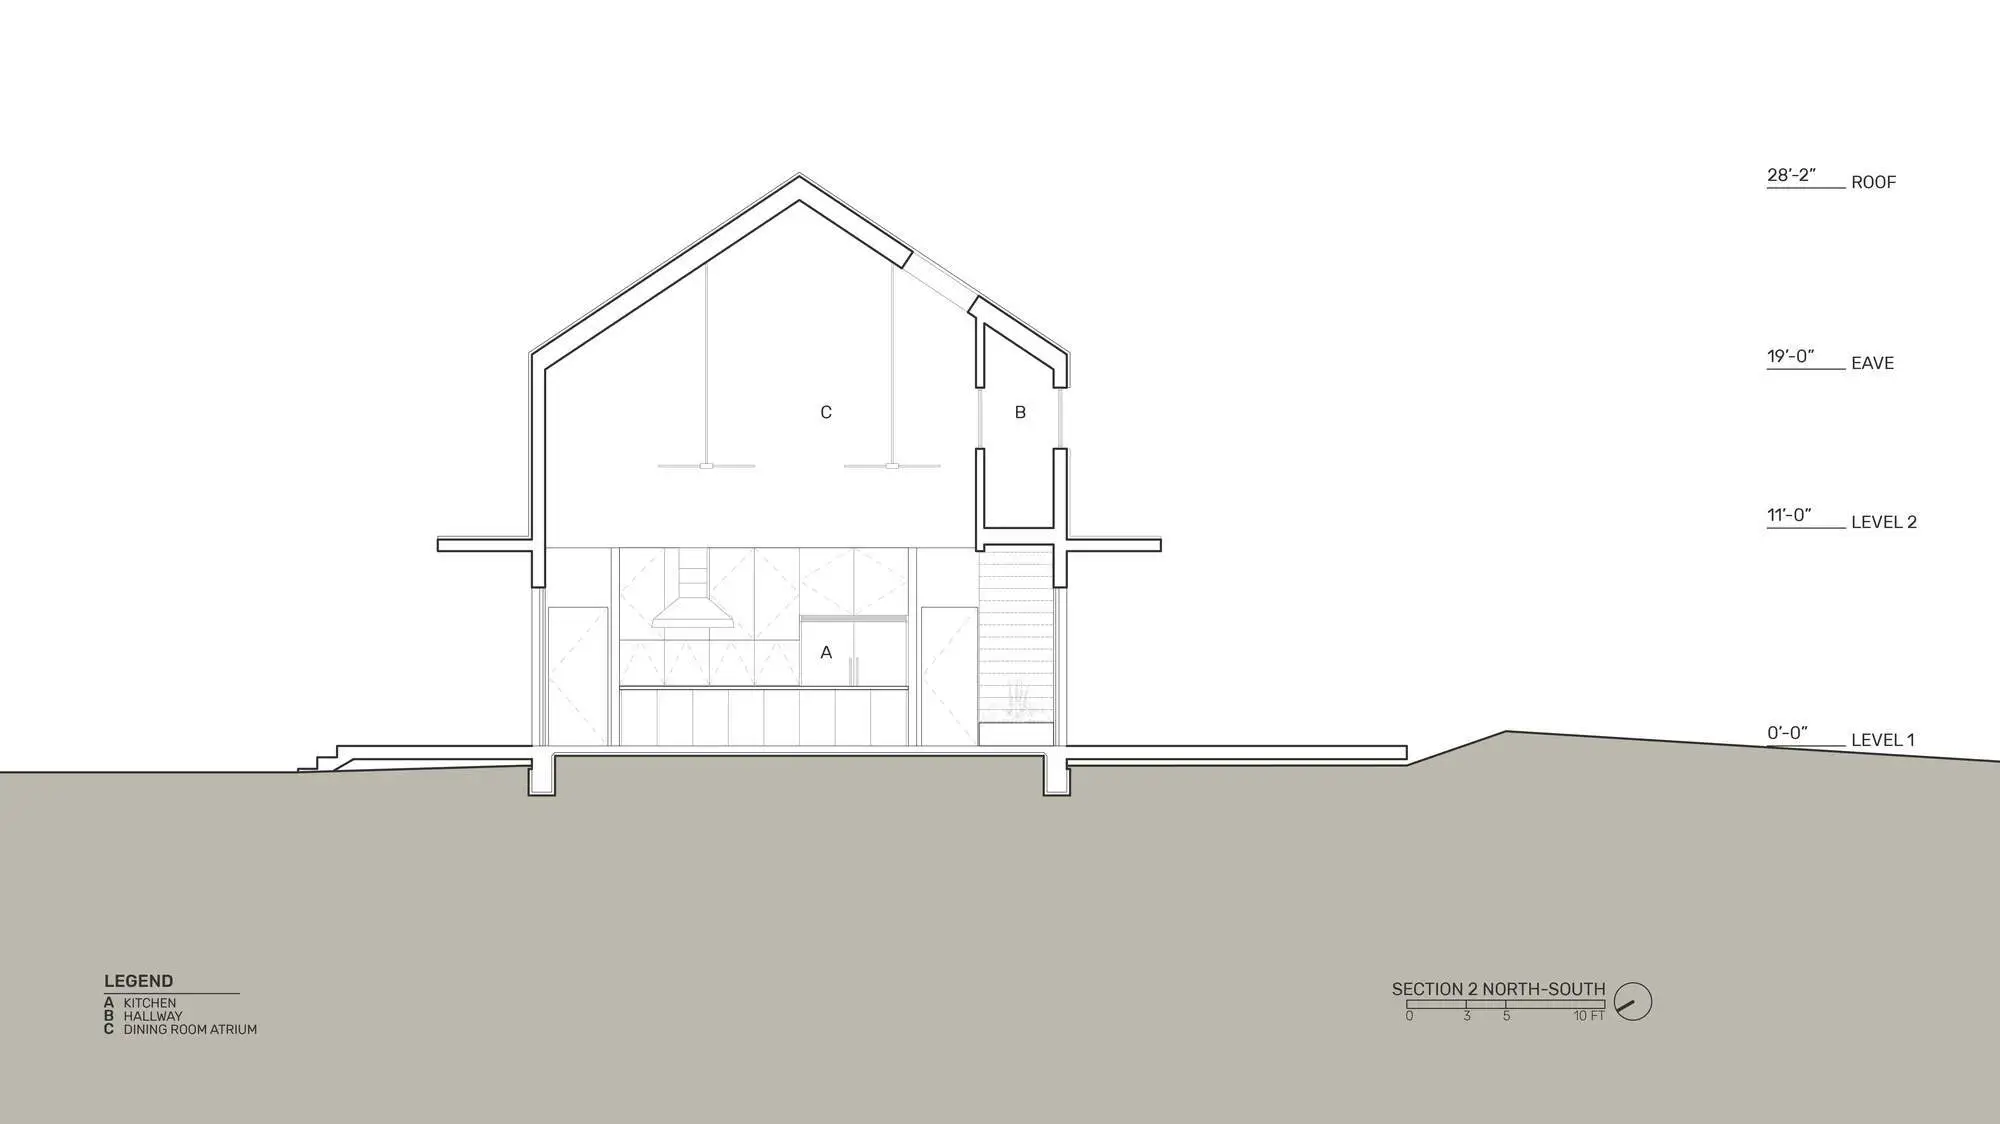 28’-2” ROOF
19’-0” EAVE
C
B
11’-0” LEVEL 2
A
0’-0” LEVEL 1
LEGEND
A KITCHEN
B HALLWAY
C DINING ROOM ATRIUM
SECTION 2 NORTH-SOUTH
0 3 5 10 FT